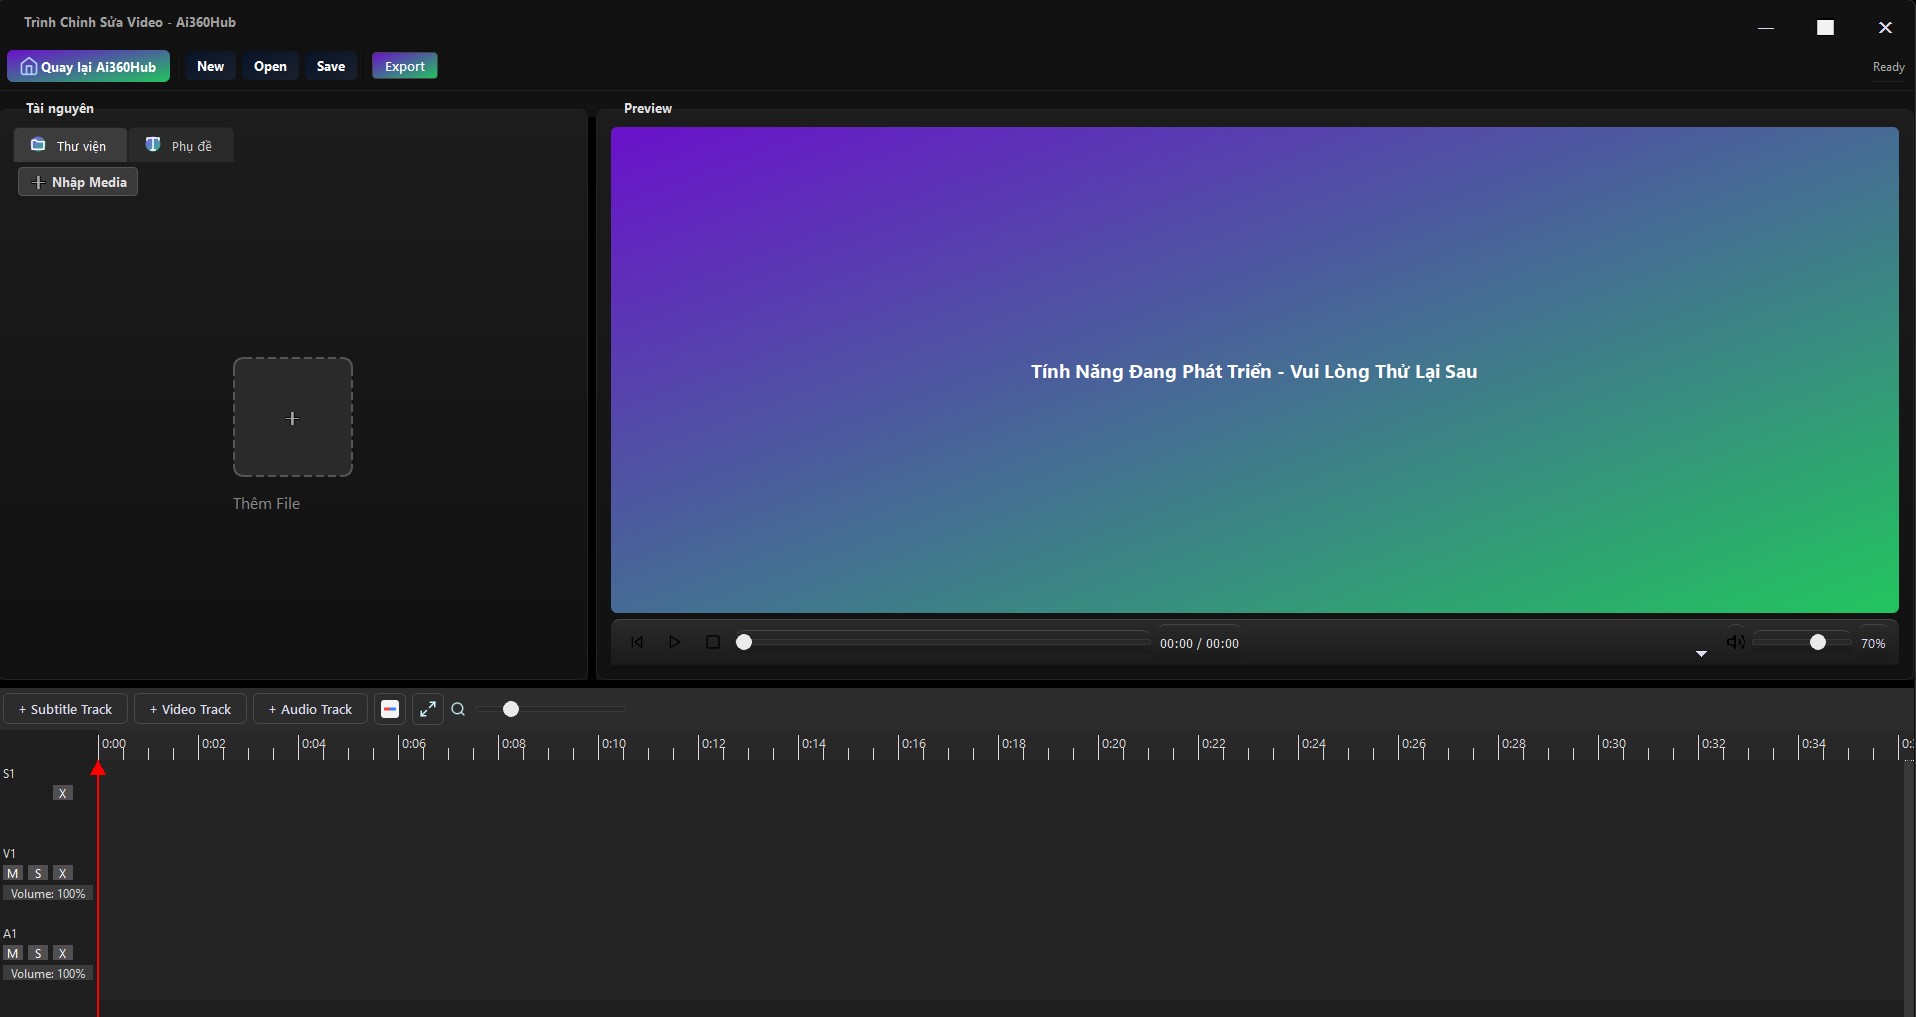 Trình Chỉnh Sửa Video - Ai360Hub
Quay lại Ai360Hub New Open Save Export Ready
Tài nguyên
Thư viện Phụ đề
Nhập Media
Thêm File
Preview
Tính Năng Đang Phát Triển - Vui Lòng Thử Lại Sau
00:00 / 00:00 70%
+ Subtitle Track + Video Track + Audio Track
0:00 0:02 0:04 0:06 0:08 0:10 0:12 0:14 0:16 0:18 0:20 0:22 0:24 0:26 0:28 0:30 0:32 0:34
S1
X
V1
M S X
Volume: 100%
A1
M S X
Volume: 100%